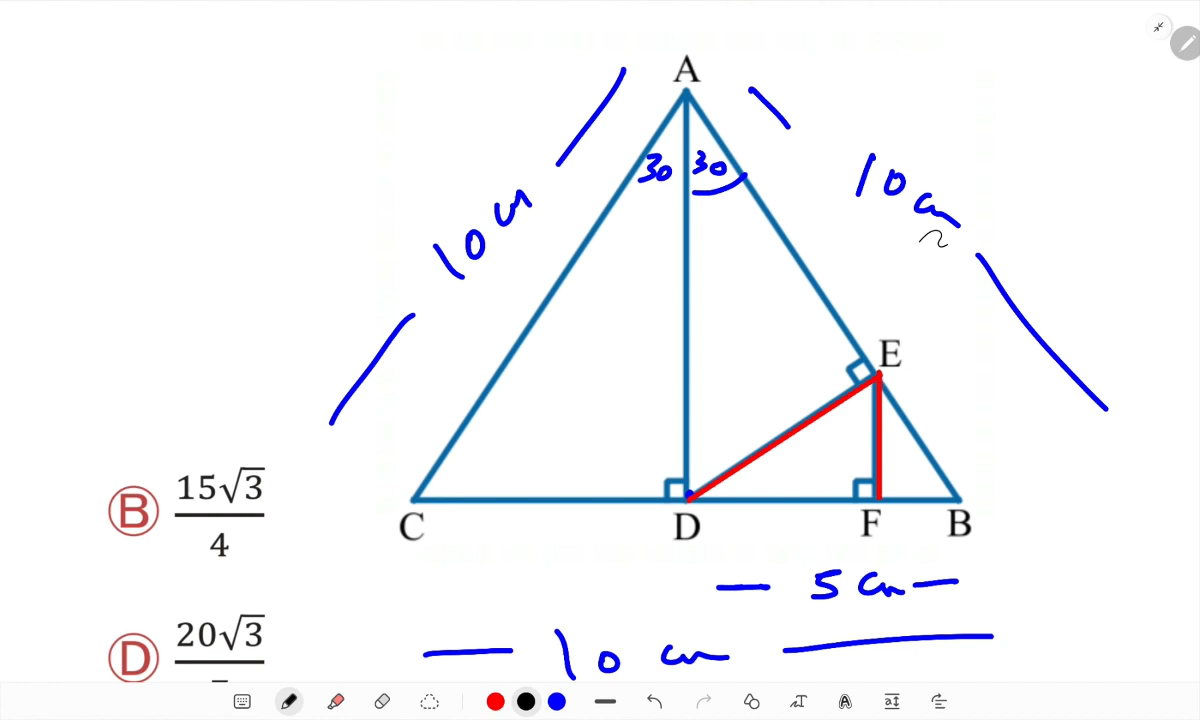 A
30 30
10 cm
10 cm
E
B 15√3
4
C D F B
5 cm
D 20√3
10 cm